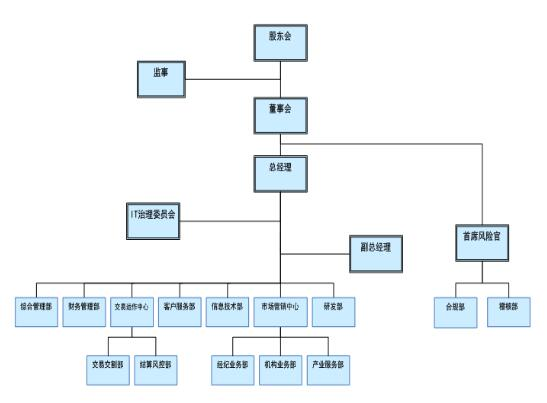 股东会
监事
董事会
总经理
IT治理委员会
首席风险官
副总经理
综合管理部
财务管理部
交易运作中心
客户服务部
信息技术部
市场营销中心
研发部
合规部
稽核部
交易交割部
结算风控部
经纪业务部
机构业务部
产业服务部